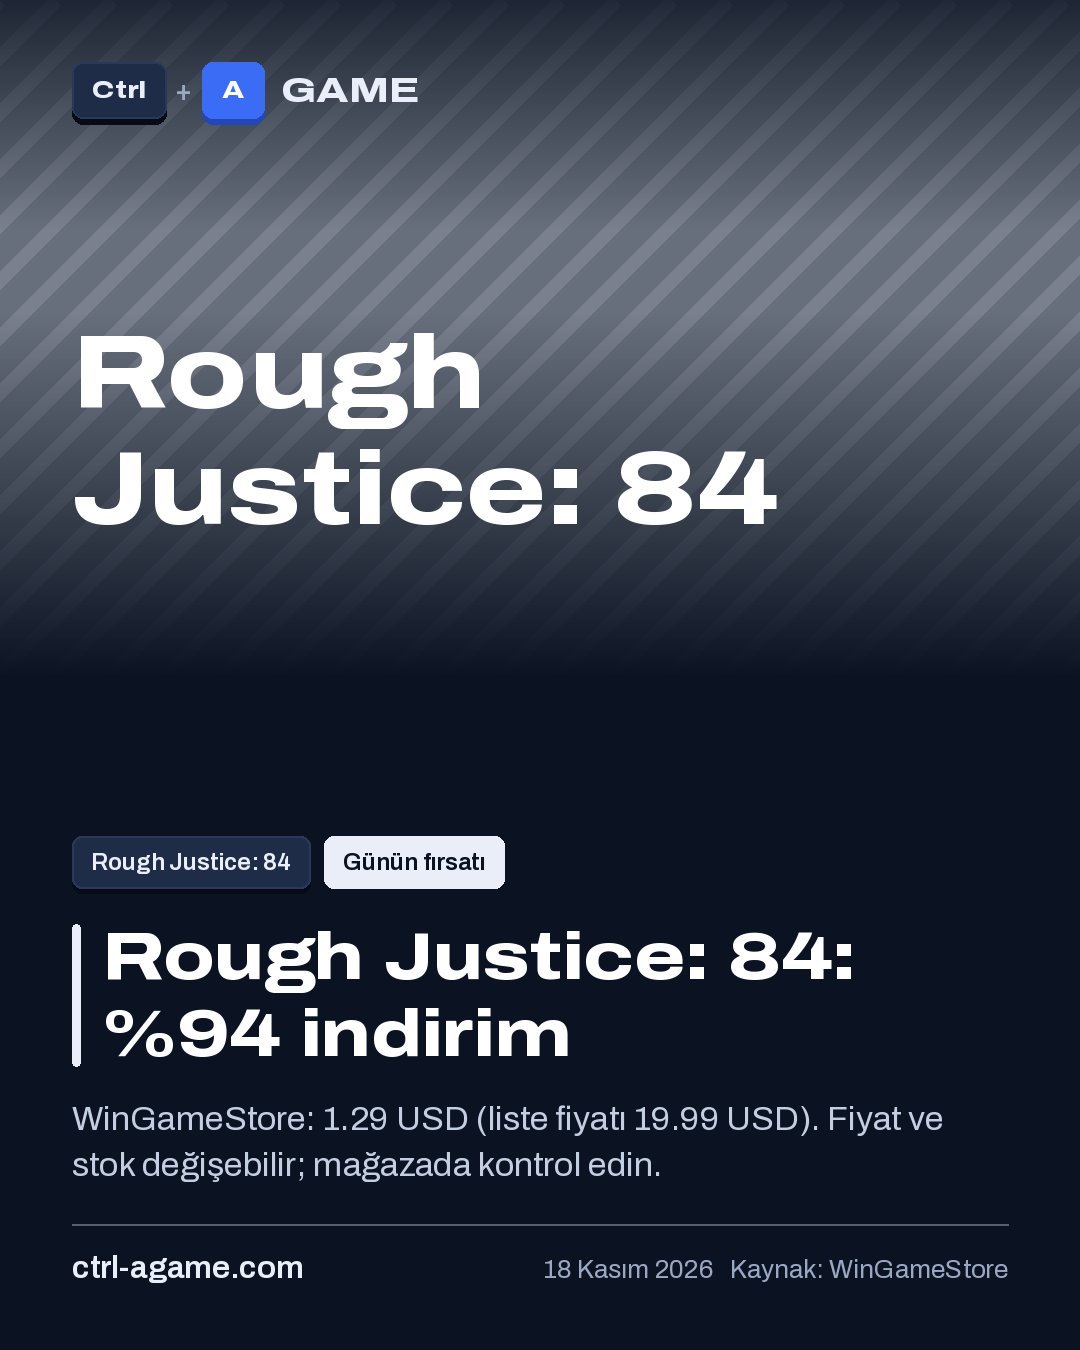 Ctrl + A GAME
Rough
Justice: 84
Rough Justice: 84 Günün fırsatı
Rough Justice: 84:
%94 indirim
WinGameStore: 1.29 USD (liste fiyatı 19.99 USD). Fiyat ve
stok değişebilir; mağazada kontrol edin.
ctrl-agame.com 18 Kasım 2026 Kaynak: WinGameStore